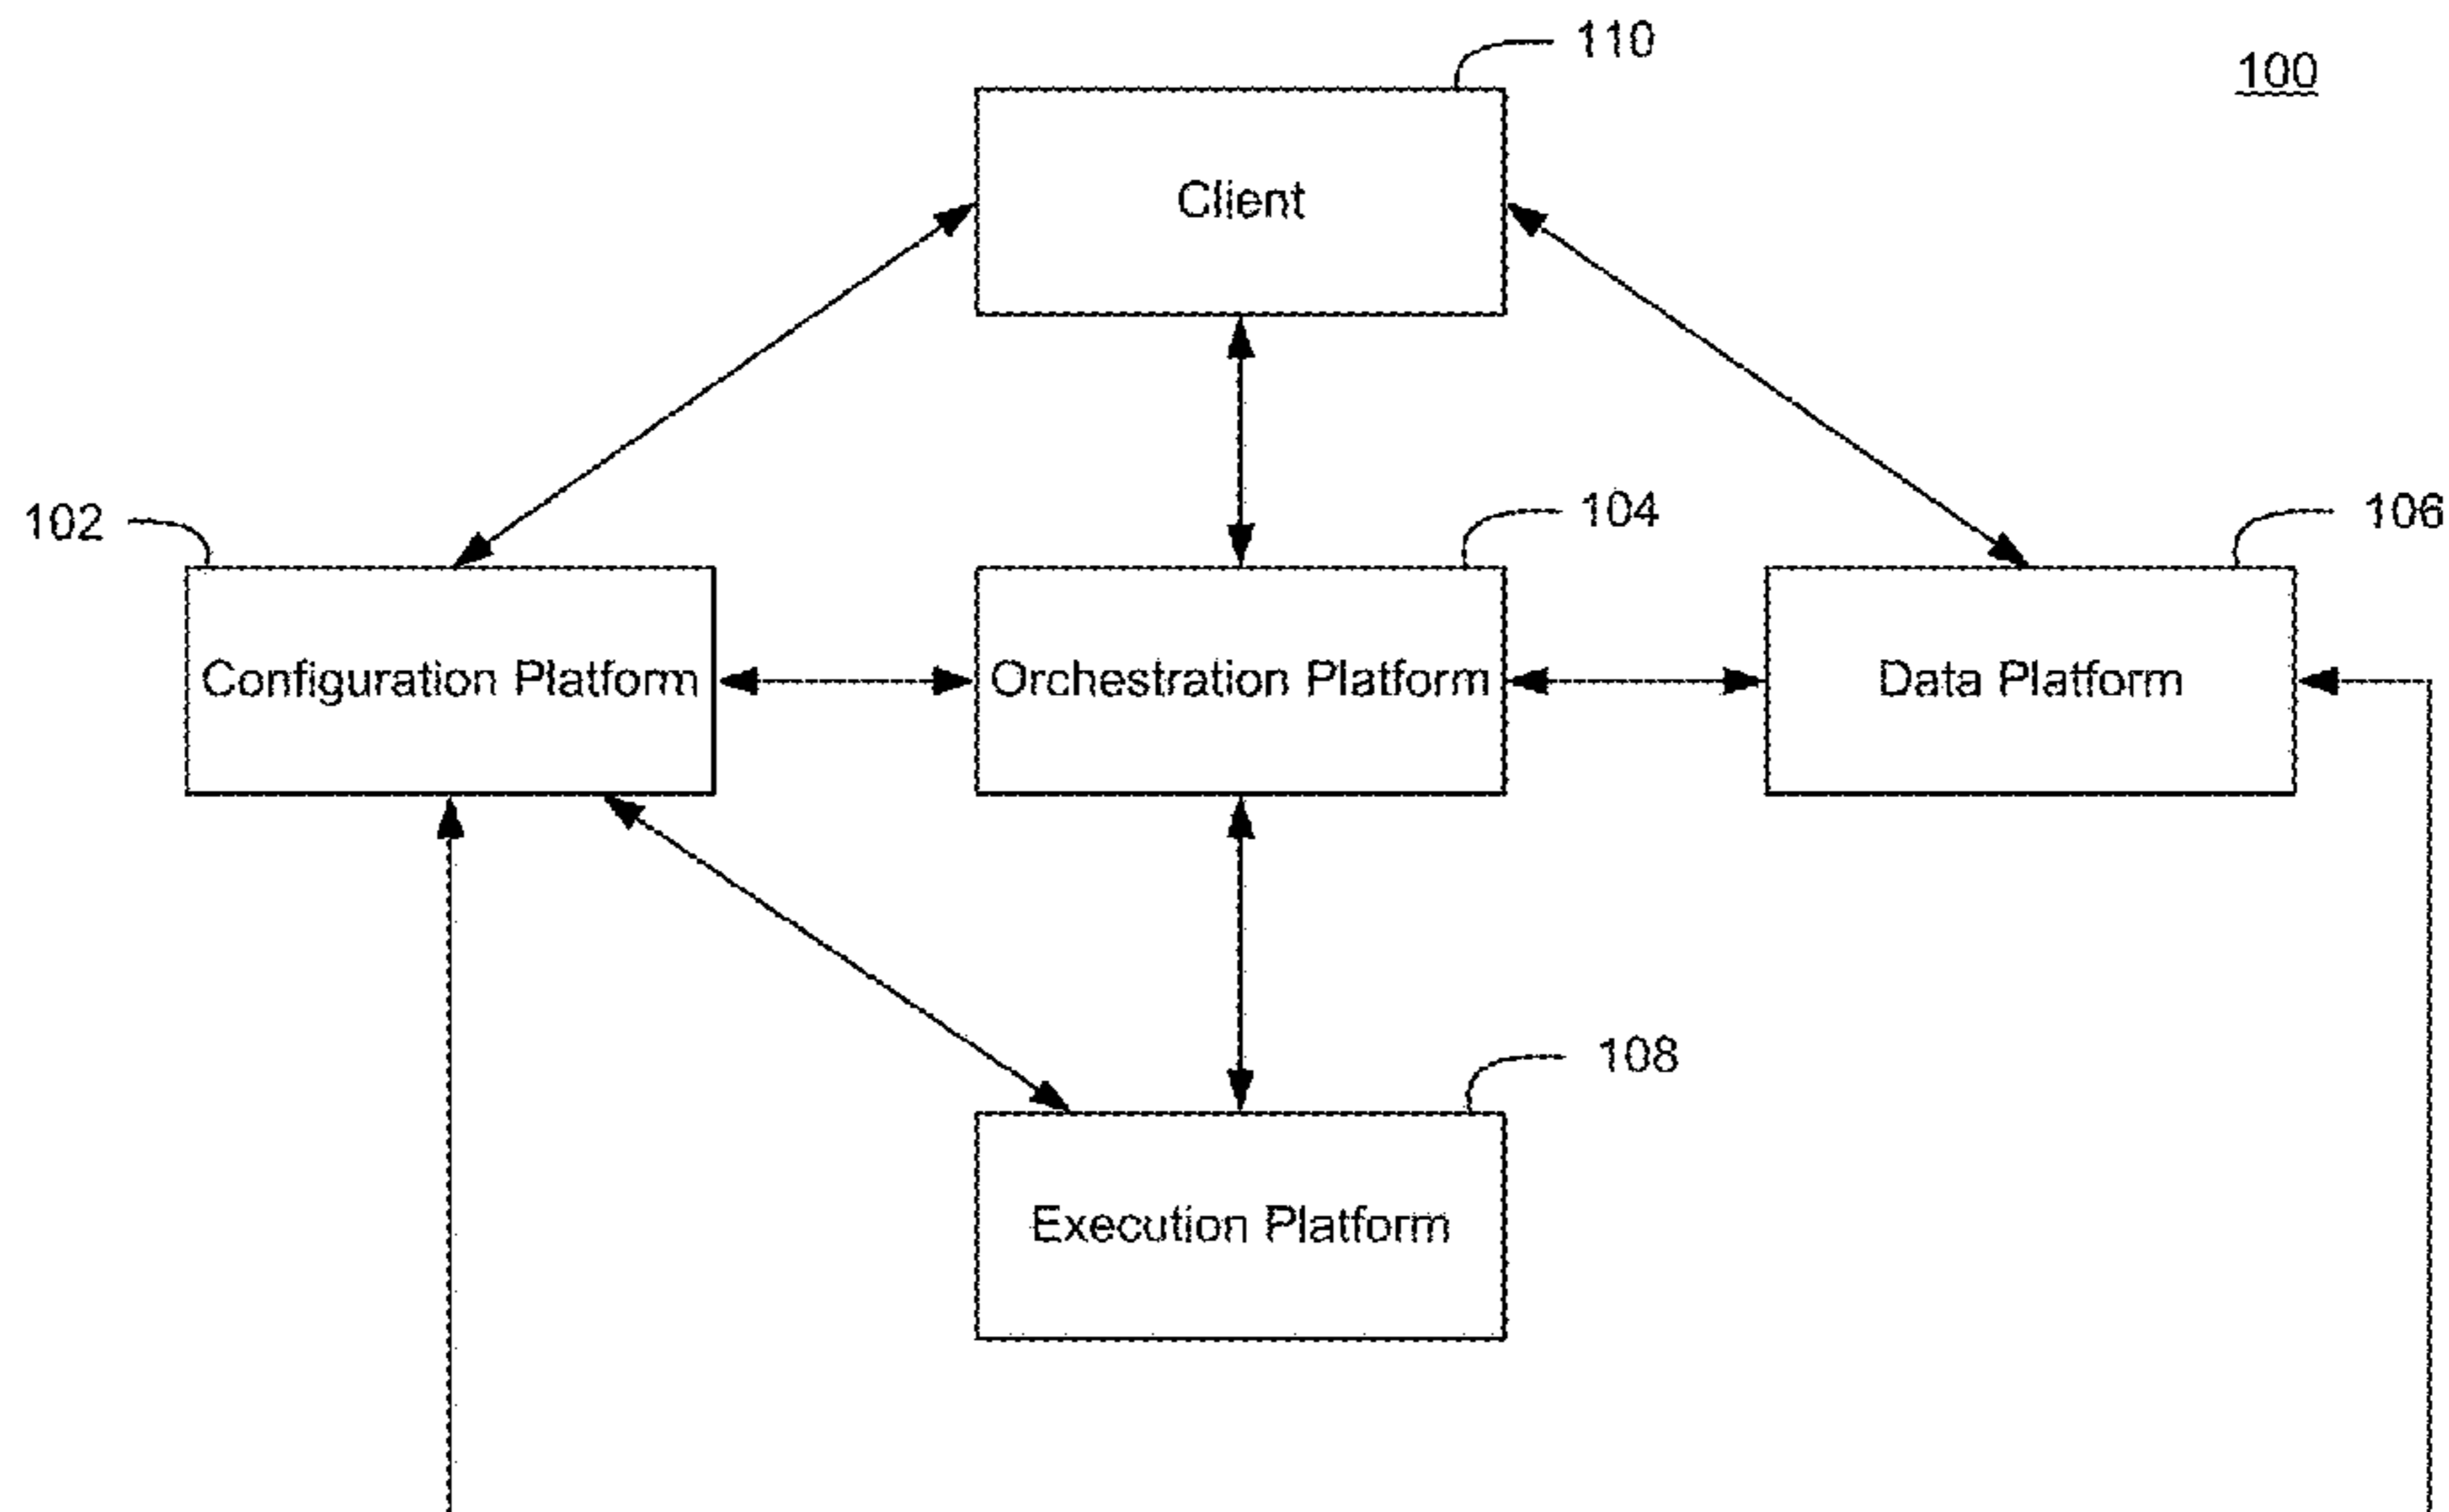 110
100
Client
102
104
106
Configuration Platform
Orchestration Platform
Data Platform
108
Execution Platform